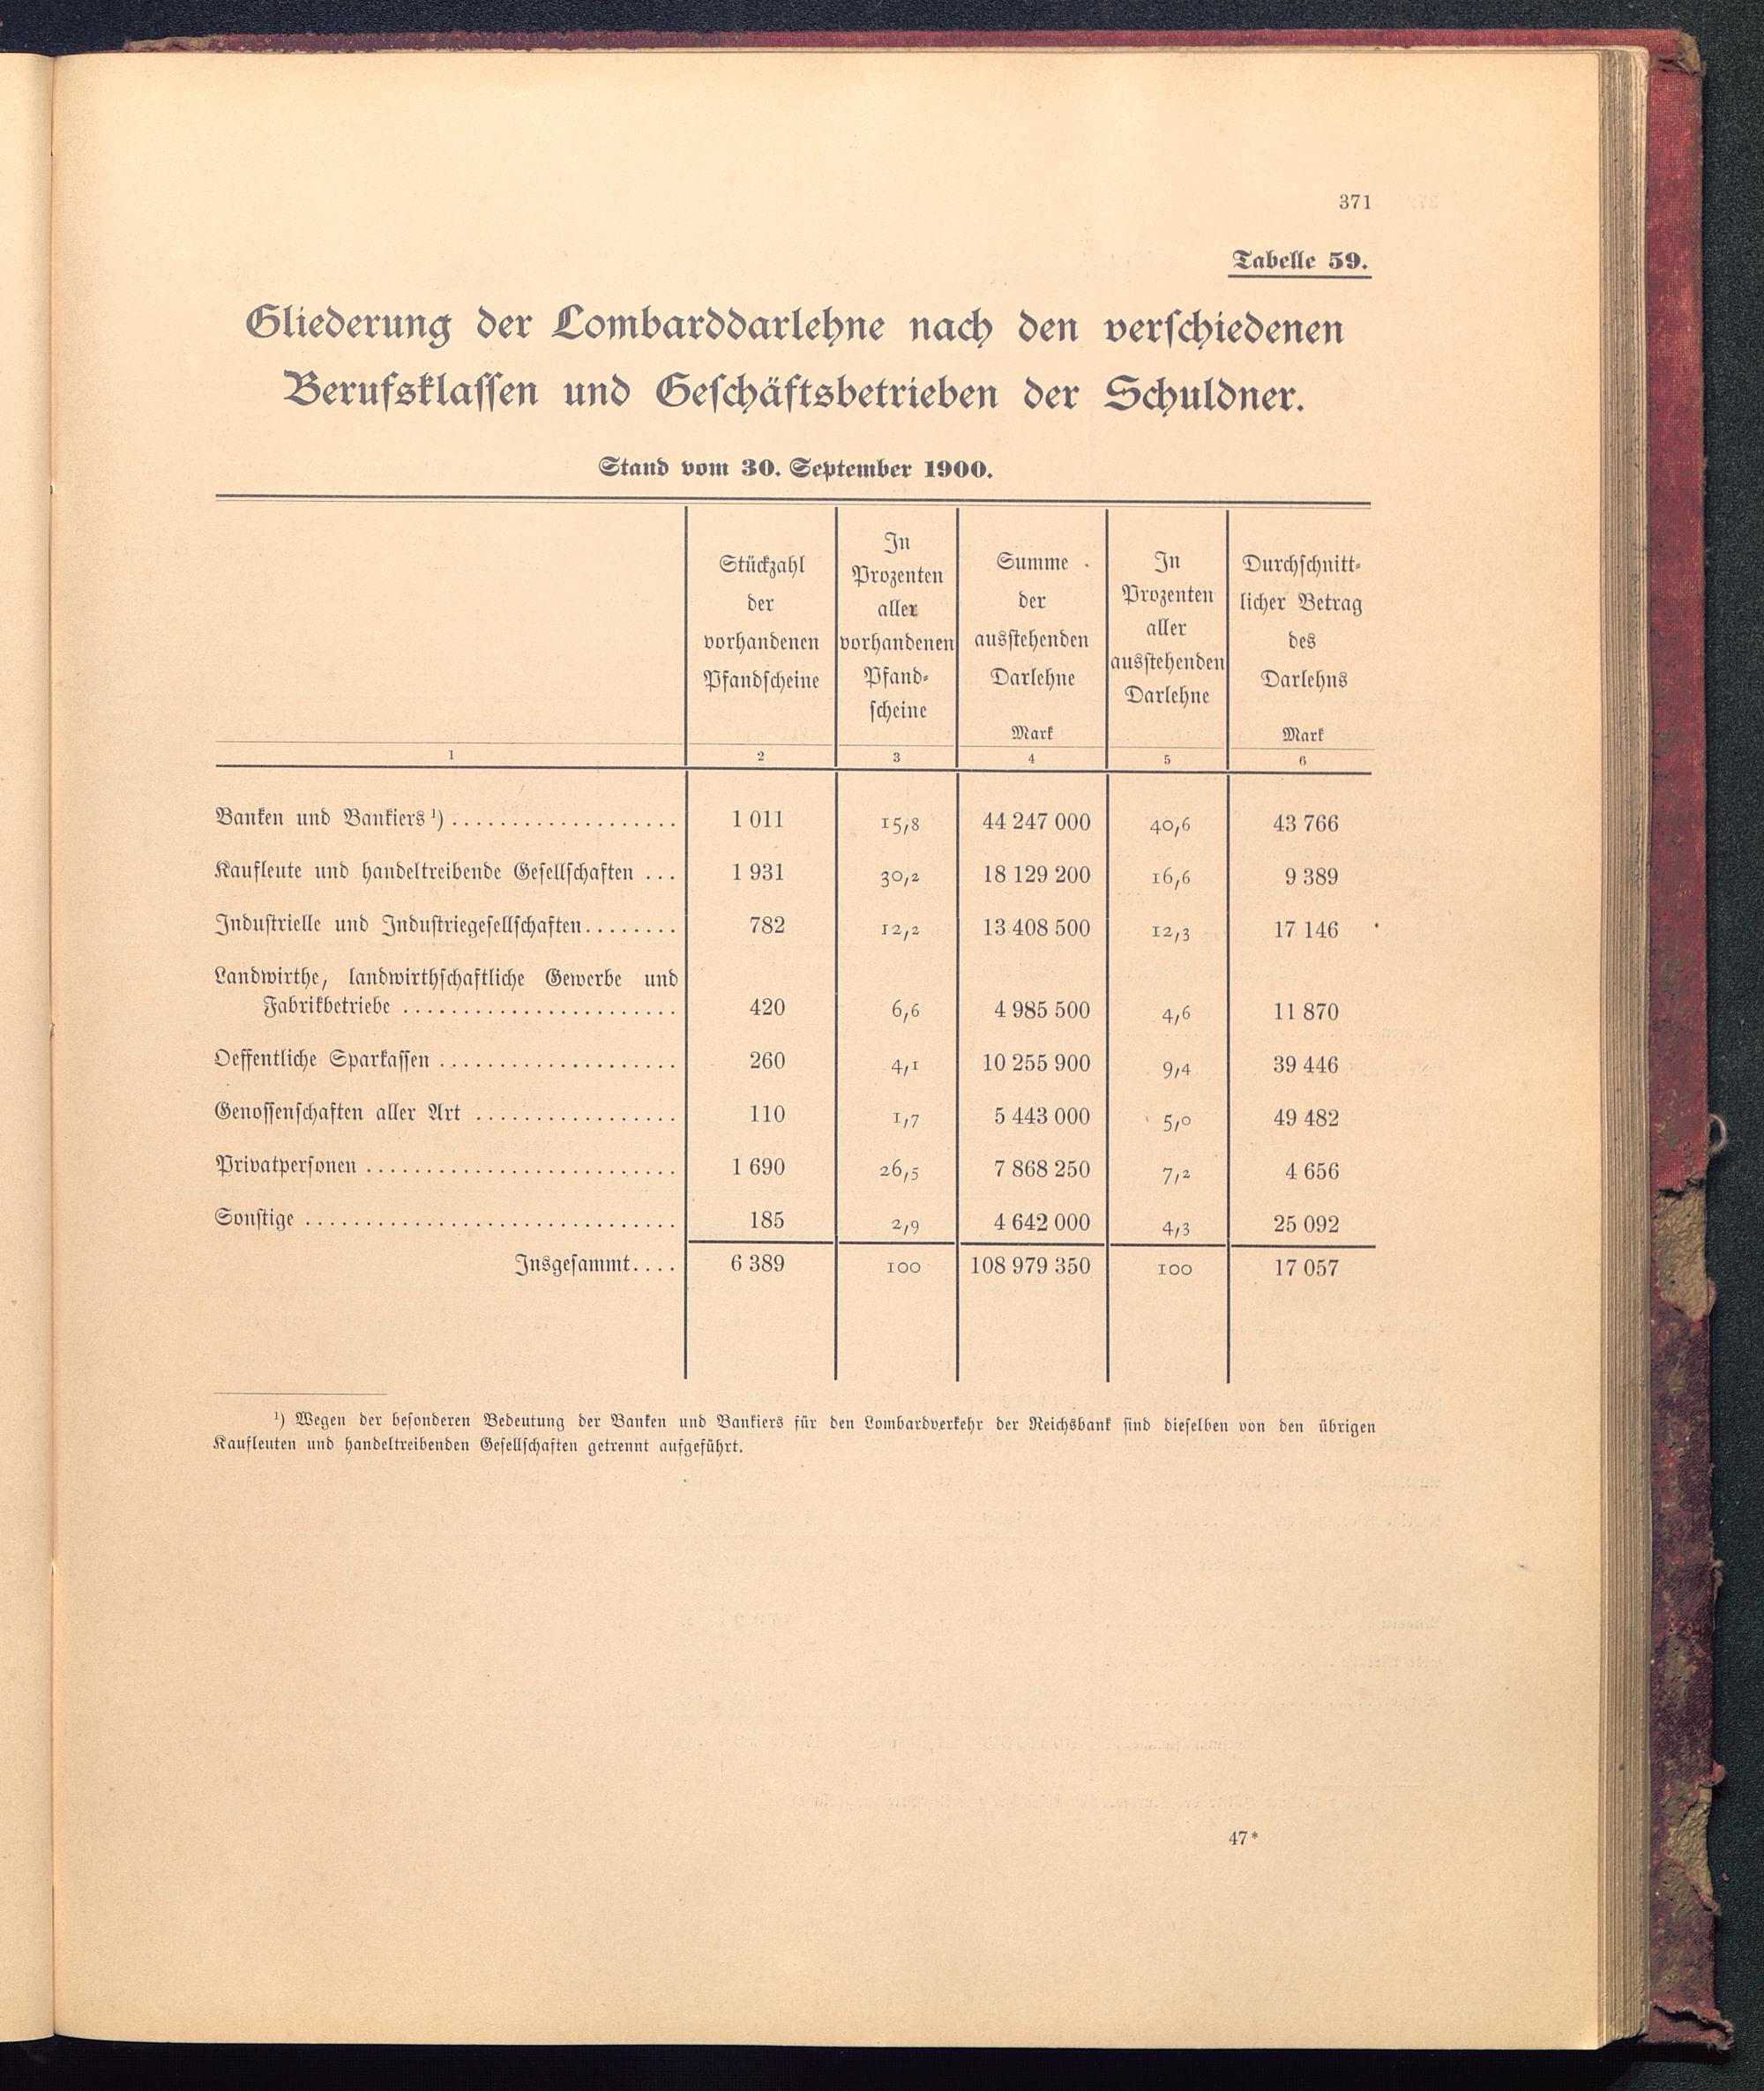 371
Tabelle 59.
Gliederung der Lombarddarlehne nach den verschiedenen
Berufsklassen und Geschäftsbetrieben der Schuldner.
Stand vom 30. September 1900.
Stückzahl
der
vorhandenen
Pfandscheine
In
Prozenten
aller
vorhandenen
Pfand-
scheine
Summe
der
ausstehenden
Darlehne
Mark
In
Prozenten
aller
ausstehenden
Darlehne
Durchschnitt-
licher Betrag
des
Darlehns
Mark
1 2 3 4 5 6
Banken und Bankiers ¹) . . . . . . . . . . . . . . . . . . . 1 011 15,8 44 247 000 40,6 43 766
Kaufleute und handeltreibende Gesellschaften . . . 1 931 30,2 18 129 200 16,6 9 389
Industrielle und Industriegesellschaften. . . . . . . . 782 12,2 13 408 500 12,3 17 146
Landwirthe, landwirthschaftliche Gewerbe und
Fabrikbetriebe . . . . . . . . . . . . . . . . . . . . . . . 420 6,6 4 985 500 4,6 11 870
Oeffentliche Sparkassen . . . . . . . . . . . . . . . . . . . . 260 4,1 10 255 900 9,4 39 446
Genossenschaften aller Art . . . . . . . . . . . . . . . . . 110 1,7 5 443 000 5,0 49 482
Privatpersonen . . . . . . . . . . . . . . . . . . . . . . . . . . 1 690 26,5 7 868 250 7,2 4 656
Sonstige . . . . . . . . . . . . . . . . . . . . . . . . . . . . . . . 185 2,9 4 642 000 4,3 25 092
Insgesammt. . . . 6 389 100 108 979 350 100 17 057
¹) Wegen der besonderen Bedeutung der Banken und Bankiers für den Lombardverkehr der Reichsbank sind dieselben von den übrigen
Kaufleuten und handeltreibenden Gesellschaften getrennt aufgeführt.
47*